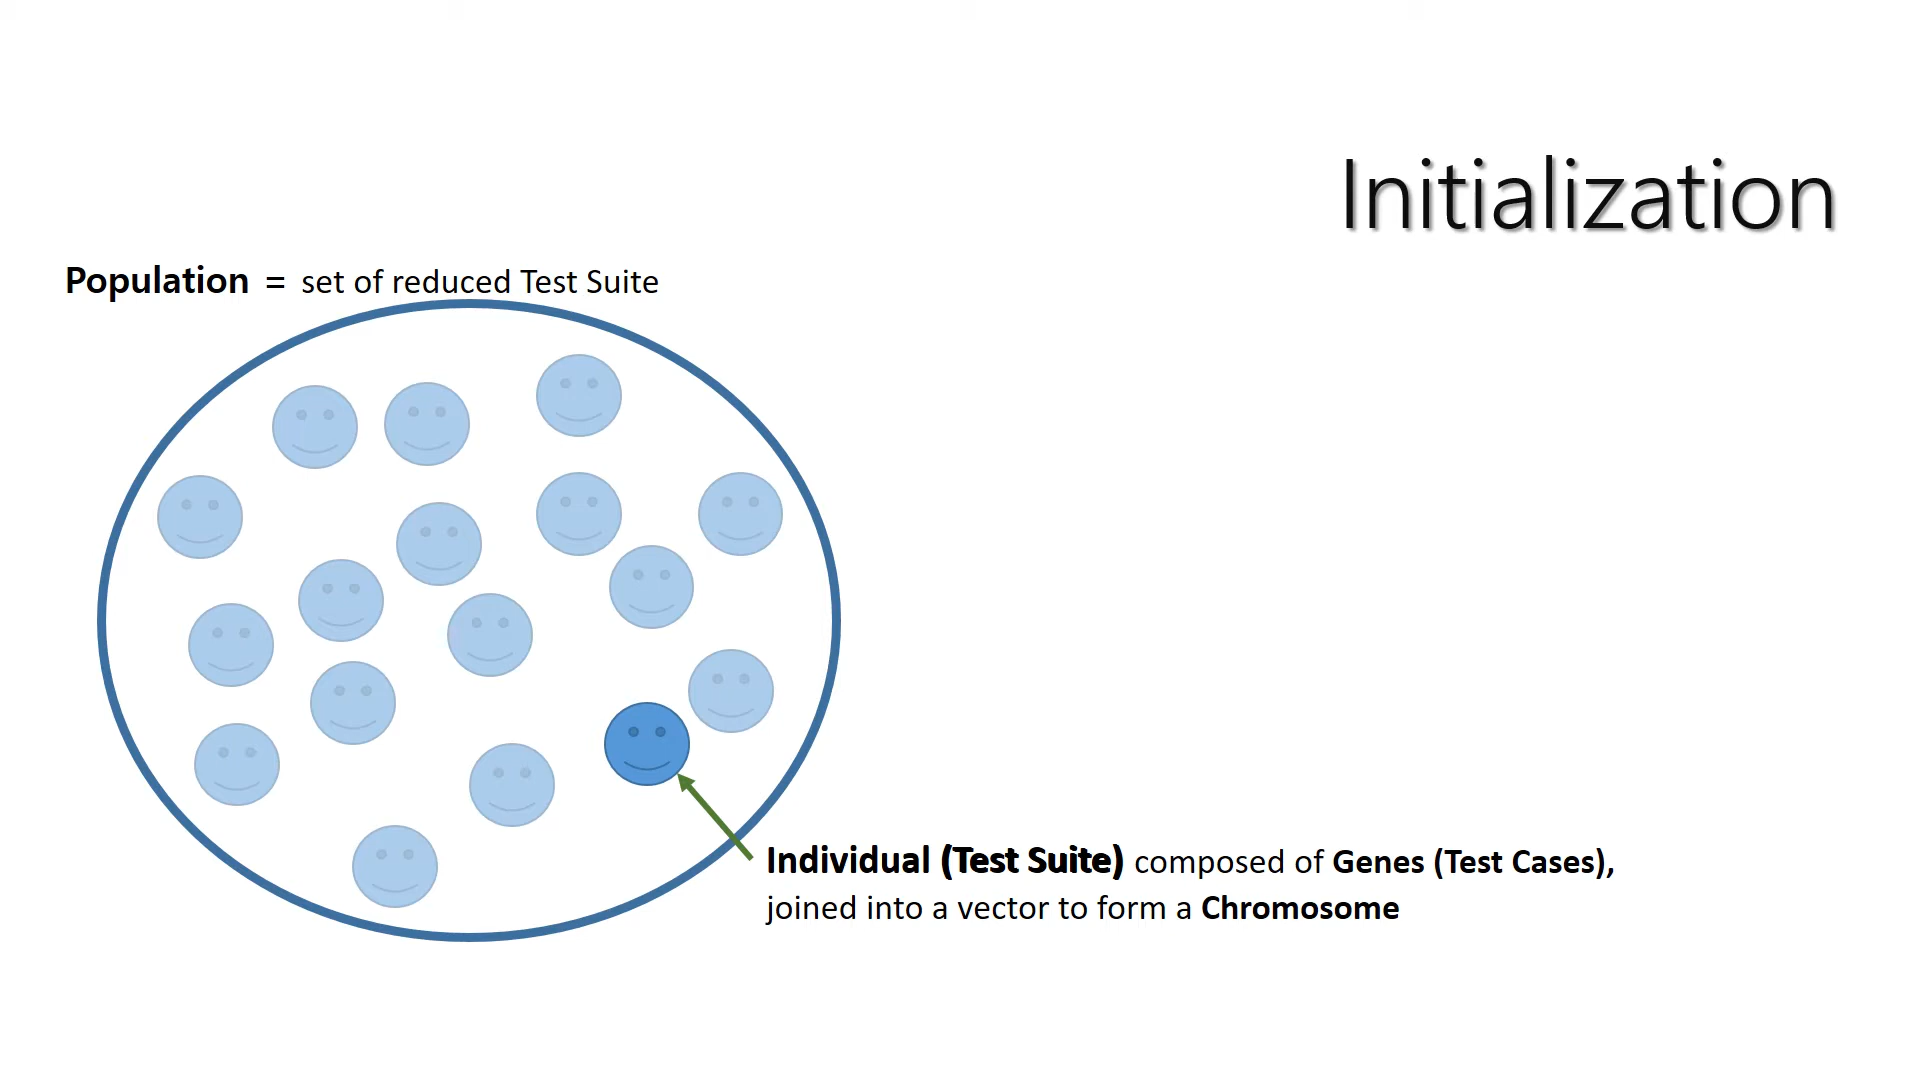 Initialization
Population = set of reduced Test Suite
Individual (Test Suite) composed of Genes (Test Cases),
joined into a vector to form a Chromosome